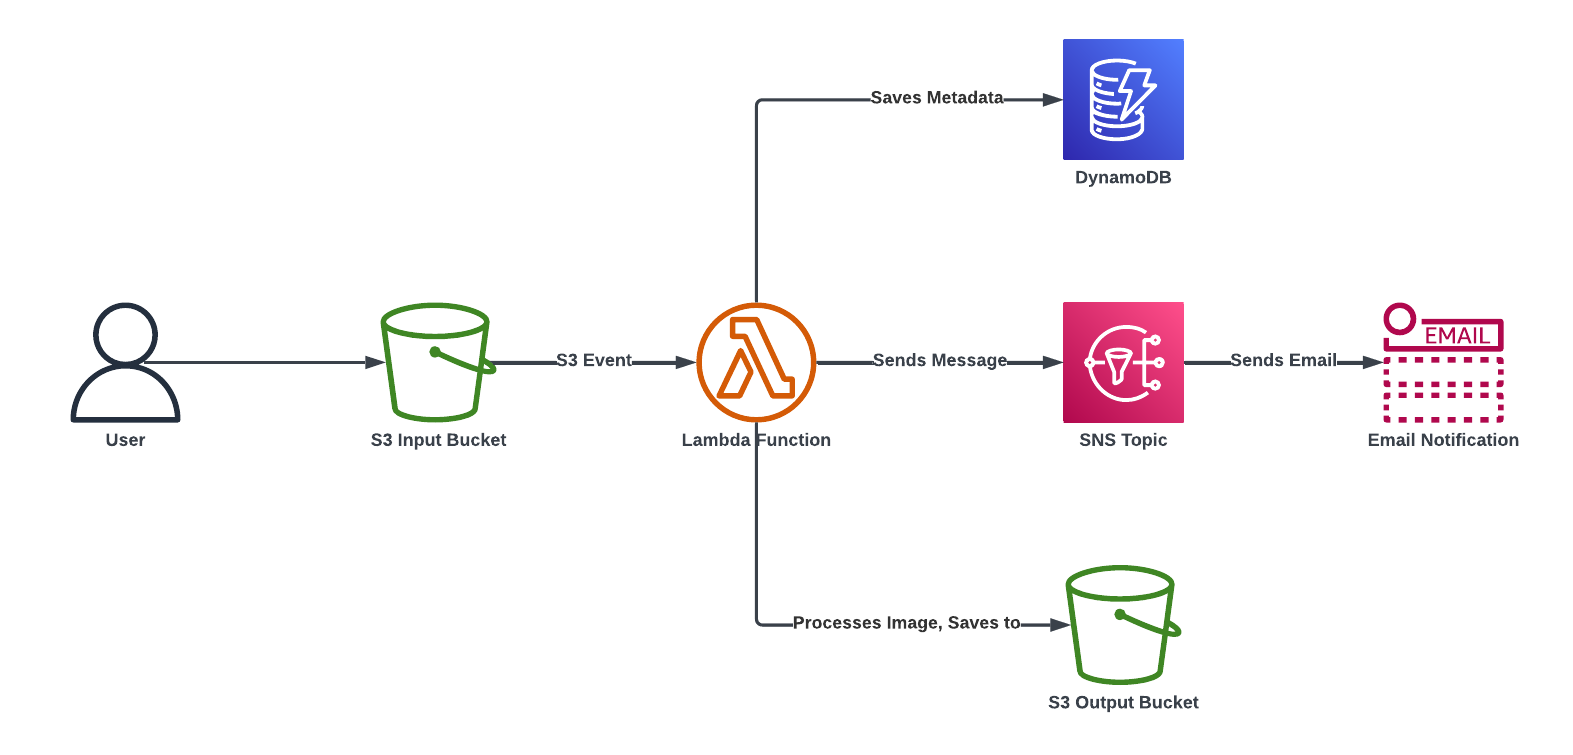 Saves Metadata
DynamoDB
S3 Event
Sends Message
Sends Email
EMAIL
User
S3 Input Bucket
Lambda Function
SNS Topic
Email Notification
Processes Image, Saves to
S3 Output Bucket